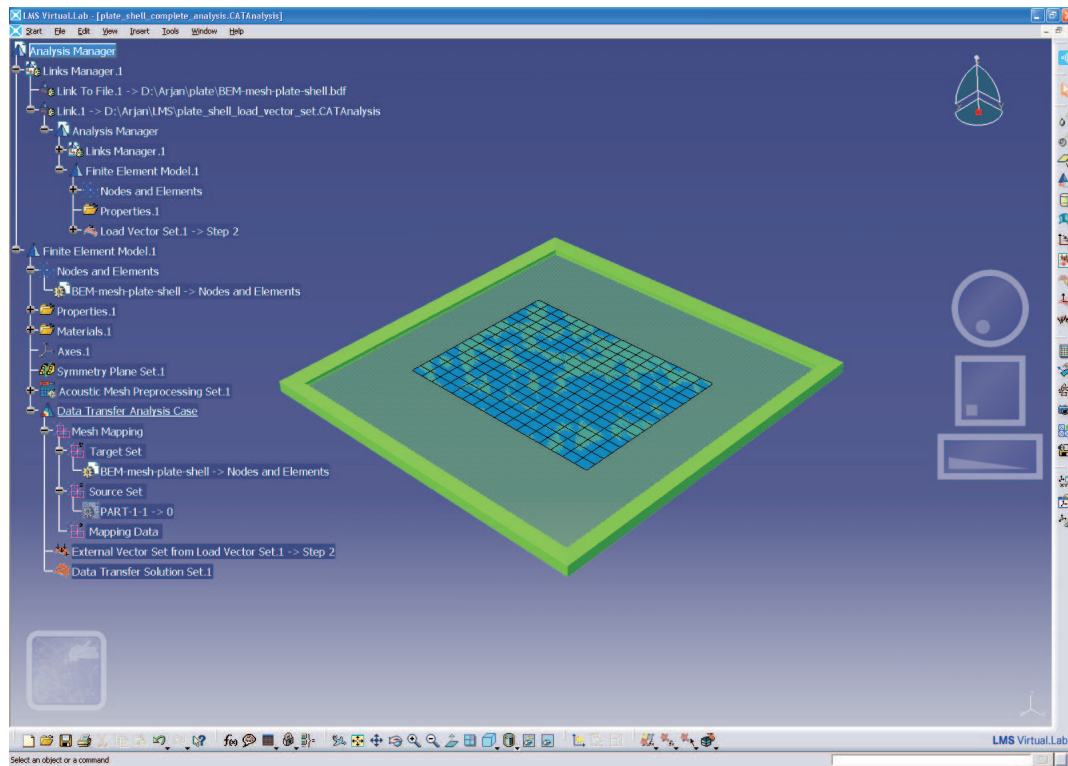 LMS Virtual.Lab - [plate_shell_complete_analysis.CATAnalysis]
Start File Edit View Insert Tools Window Help
Analysis Manager
Links Manager.1
Link To File.1 -> D:\Arjan\plate\BEM-mesh-plate-shell.bdf
Link.1 -> D:\Arjan\LMS\plate_shell_load_vector_set.CATAnalysis
Analysis Manager
Links Manager.1
Finite Element Model.1
Nodes and Elements
Properties.1
Load Vector Set.1 -> Step 2
Finite Element Model.1
Nodes and Elements
BEM-mesh-plate-shell -> Nodes and Elements
Properties.1
Materials.1
Axes.1
Symmetry Plane Set.1
Acoustic Mesh Preprocessing Set.1
Data Transfer Analysis Case
Mesh Mapping
Target Set
BEM-mesh-plate-shell -> Nodes and Elements
Source Set
PART-1-1 -> 0
Mapping Data
External Vector Set from Load Vector Set.1 -> Step 2
Data Transfer Solution Set.1
f(x)
LMS Virtual.Lab
Select an object or a command